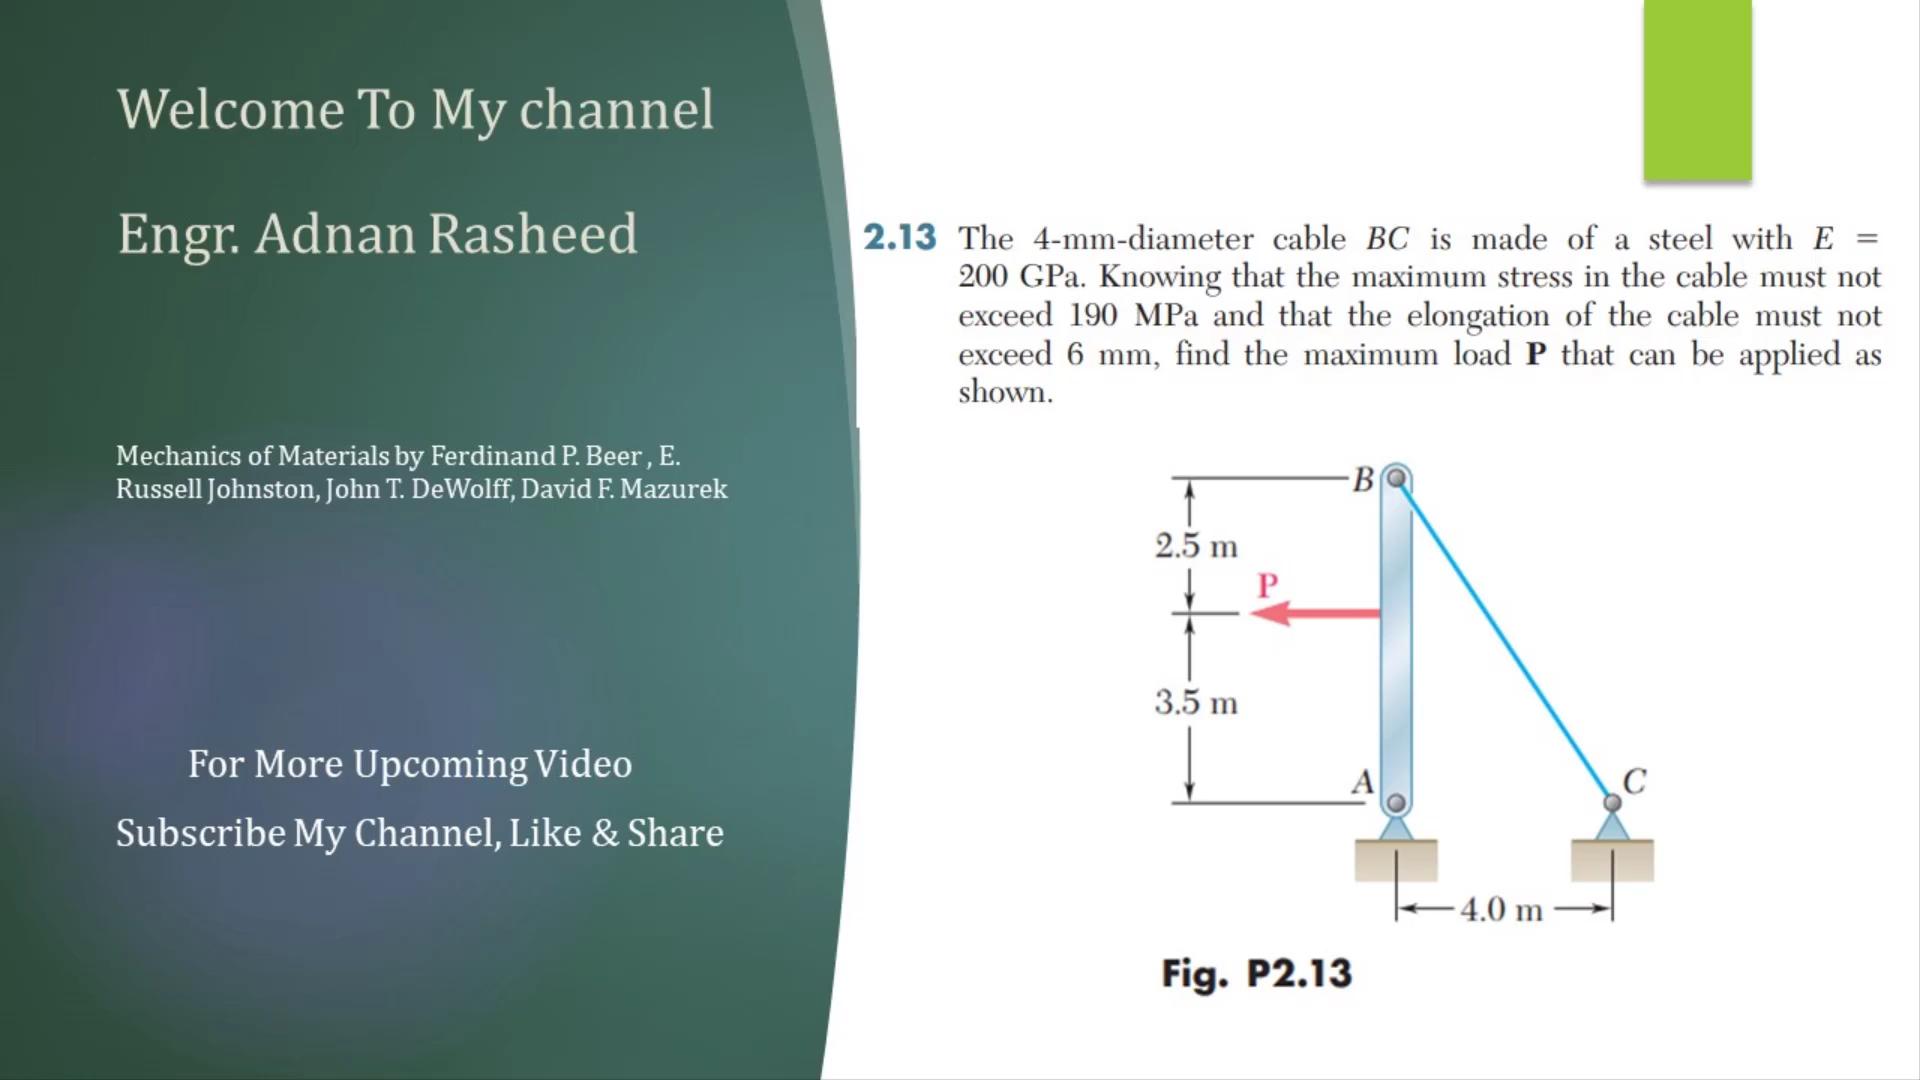 Welcome To My channel
Engr. Adnan Rasheed
Mechanics of Materials by Ferdinand P. Beer , E.
Russell Johnston, John T. DeWolff, David F. Mazurek
For More Upcoming Video
Subscribe My Channel, Like & Share
2.13 The 4-mm-diameter cable BC is made of a steel with E =
200 GPa. Knowing that the maximum stress in the cable must not
exceed 190 MPa and that the elongation of the cable must not
exceed 6 mm, find the maximum load P that can be applied as
shown.
B
2.5 m
P
3.5 m
A
C
4.0 m
Fig. P2.13